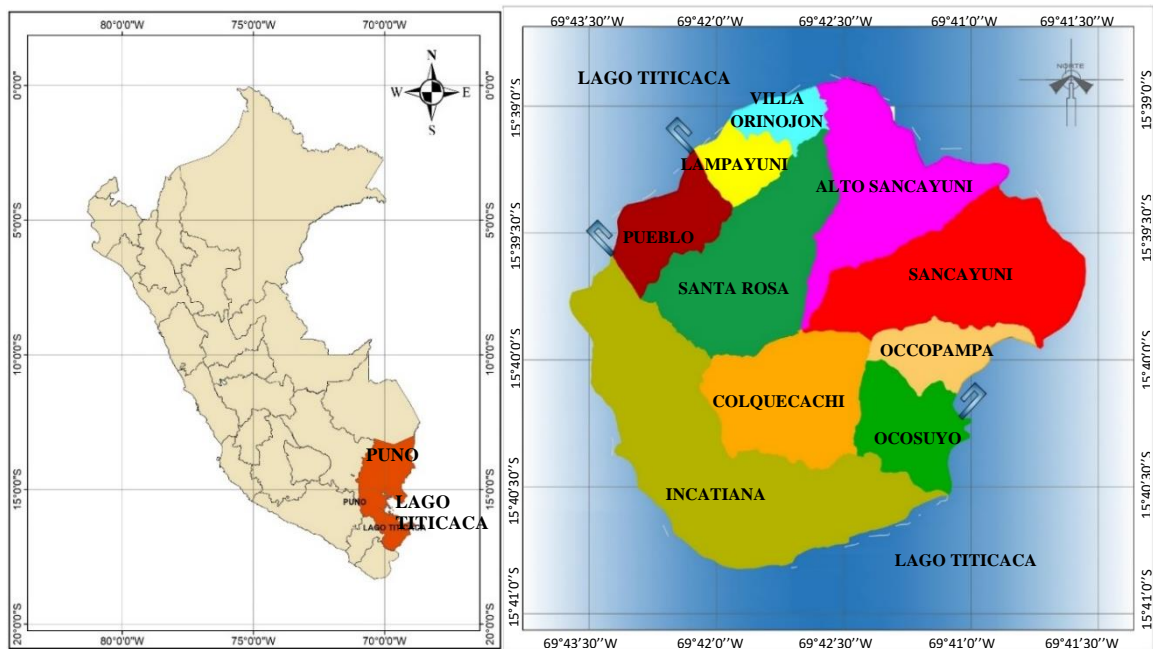 80°0'0"W
75°0'0"W
70°0'0"W
N
W
E
S
0°0'0"
0°0'0"
5°0'0"S
5°0'0"S
10°0'0"S
10°0'0"S
15°0'0"S
15°0'0"S
20°0'0"S
20°0'0"S
PUNO
PUNO
LAGO
TITICACA
LAGO TITICACA
80°0'0"W
75°0'0"W
70°0'0"W
69°43'30''W
69°42'0''W
69°42'30''W
69°41'0''W
69°41'30''W
LAGO TITICACA
NORTE
VILLA
ORINOJON
LAMPAYUNI
ALTO SANCAYUNI
PUEBLO
SANCAYUNI
SANTA ROSA
OCCOPAMPA
COLQUECACHI
OCOSUYO
INCATIANA
LAGO TITICACA
15°39'0''S
15°39'30''S
15°40'0''S
15°40'30''S
15°41'0''S
15°39'0''S
15°39'30''S
15°40'0''S
15°40'30''S
15°41'0''S
69°43'30''W
69°42'0''W
69°42'30''W
69°41'0''W
69°41'30''W